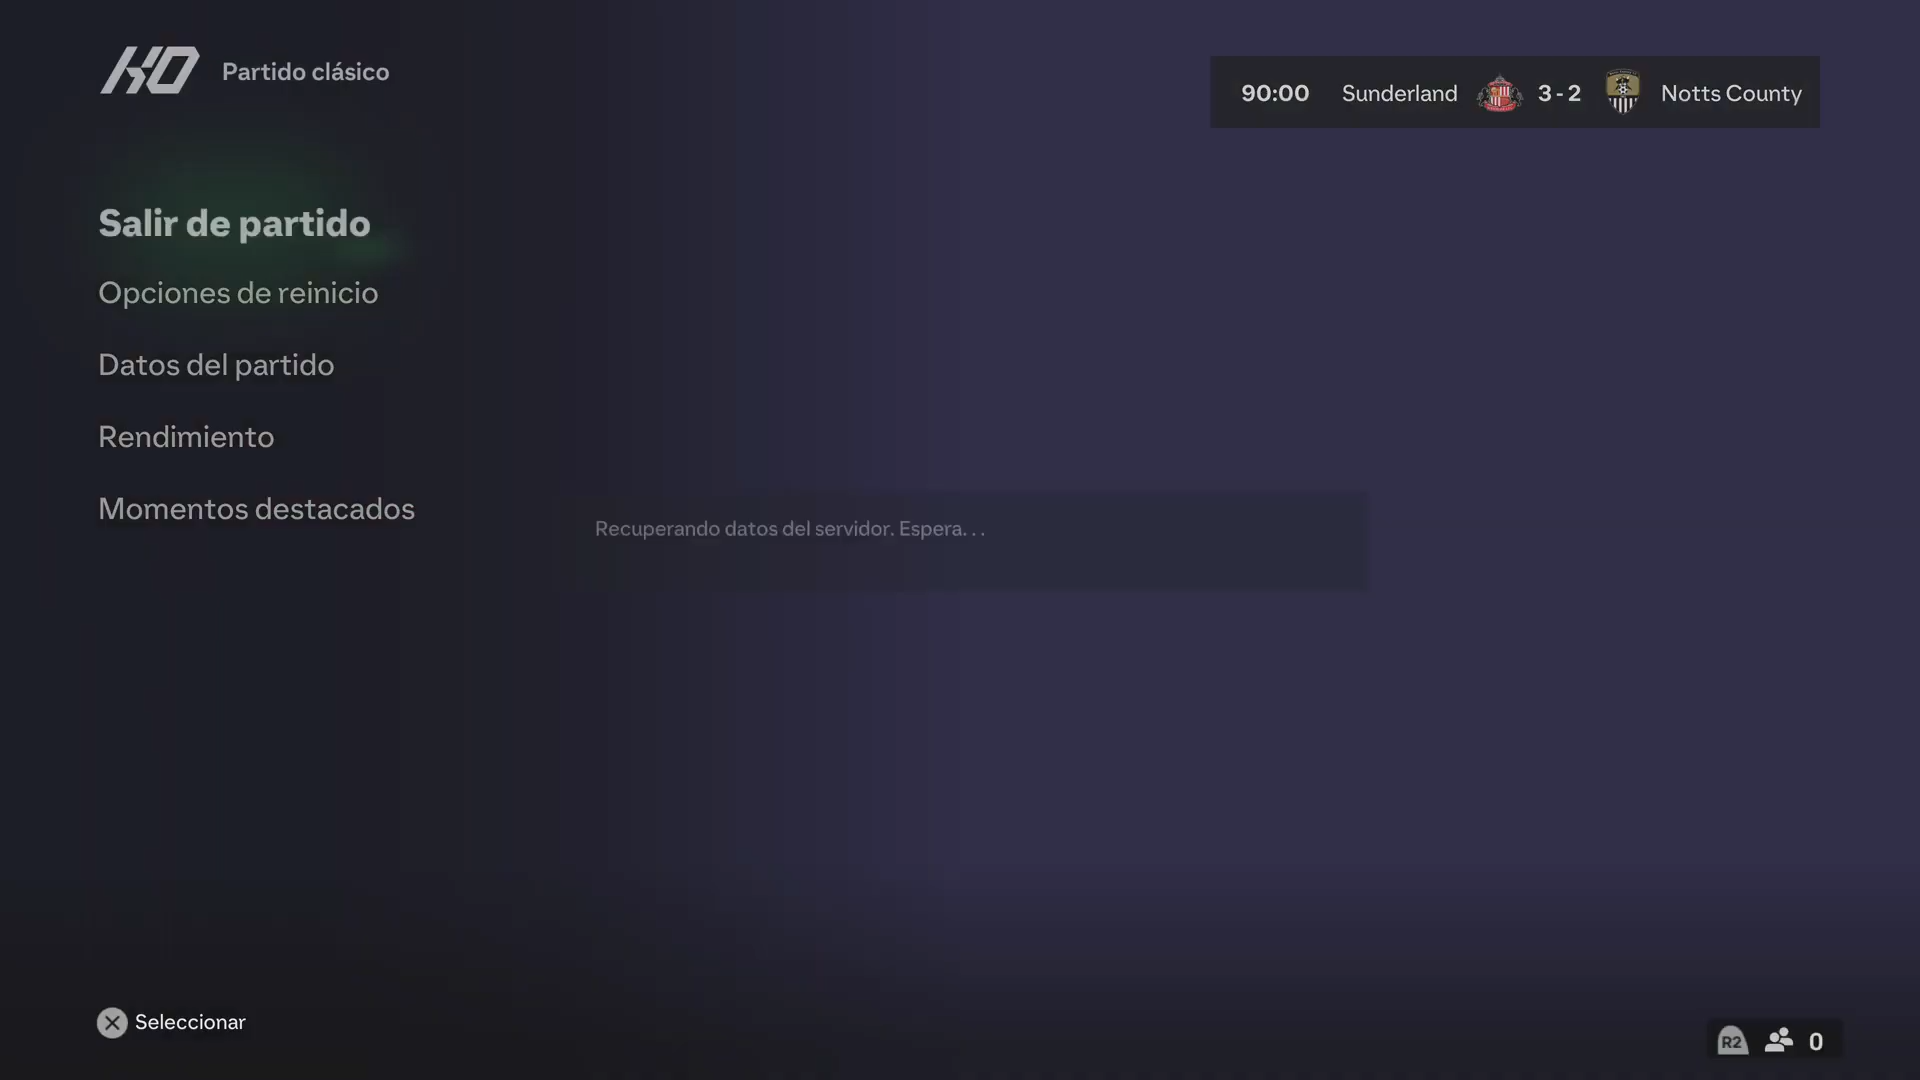 KO Partido clásico
90:00 Sunderland 3 - 2 Notts County
Salir de partido
Opciones de reinicio
Datos del partido
Rendimiento
Momentos destacados
Recuperando datos del servidor. Espera. . .
Seleccionar
R2 0